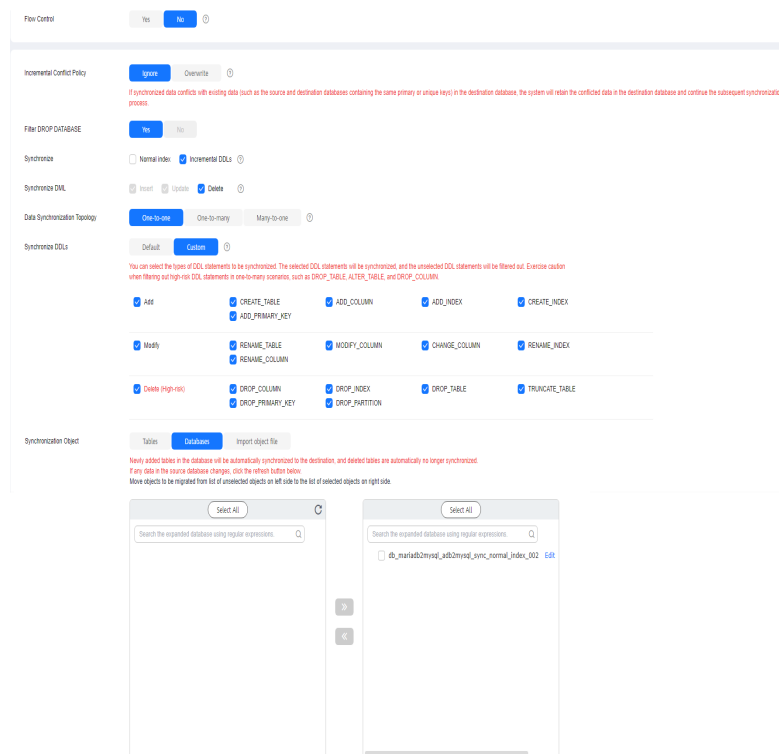 Flow Control Yes No
Incremental Conflict Policy Ignore Overwrite
If synchronized data conflicts with existing data (such as the source and destination databases containing the same primary or unique keys) in the destination database, the system will retain the conflicted data in the destination database and continue the subsequent synchronizatio
process.
Filter DROP DATABASE Yes No
Synchronize Normal index Incremental DDLs
Synchronize DML Insert Update Delete
Data Synchronization Topology One-to-one One-to-many Many-to-one
Synchronize DDLs Default Custom
You can select the types of DDL statements to be synchronized. The selected DDL statements will be synchronized, and the unselected DDL statements will be filtered out. Exercise caution
when filtering out high-risk DDL statements in one-to-many scenarios, such as DROP_TABLE, ALTER_TABLE, and DROP_COLUMN.
Add CREATE_TABLE ADD_COLUMN ADD_INDEX CREATE_INDEX
ADD_PRIMARY_KEY
Modify RENAME_TABLE MODIFY_COLUMN CHANGE_COLUMN RENAME_INDEX
RENAME_COLUMN
Delete (High-risk) DROP_COLUMN DROP_INDEX DROP_TABLE TRUNCATE_TABLE
DROP_PRIMARY_KEY DROP_PARTITION
Synchronization Object Tables Databases Import object file
Newly added tables in the database will be automatically synchronized to the destination, and deleted tables are automatically no longer synchronized.
If any data in the source database changes, click the refresh button below.
Move objects to be migrated from list of unselected objects on left side to the list of selected objects on right side.
Select All Select All
Search the expanded database using regular expressions. Search the expanded database using regular expressions.
db_mariadb2mysql_adb2mysql_sync_normal_index_002 Edit